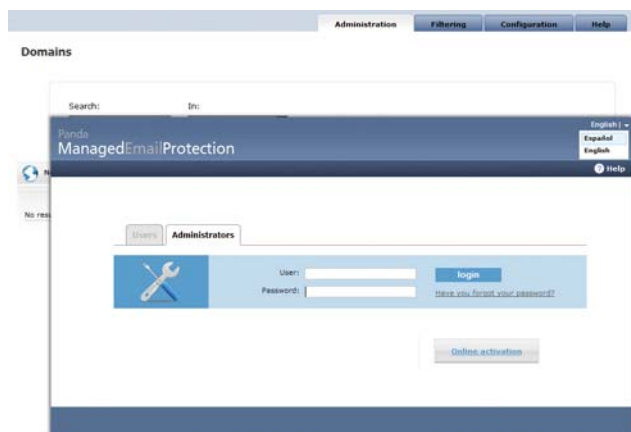 Administration Filtering Configuration Help
Domains
Search: In:
English |
Panda
ManagedEmailProtection
Español
English
Help
No
Users Administrators
User: login
Password: Have you forgot your password?
Online activation